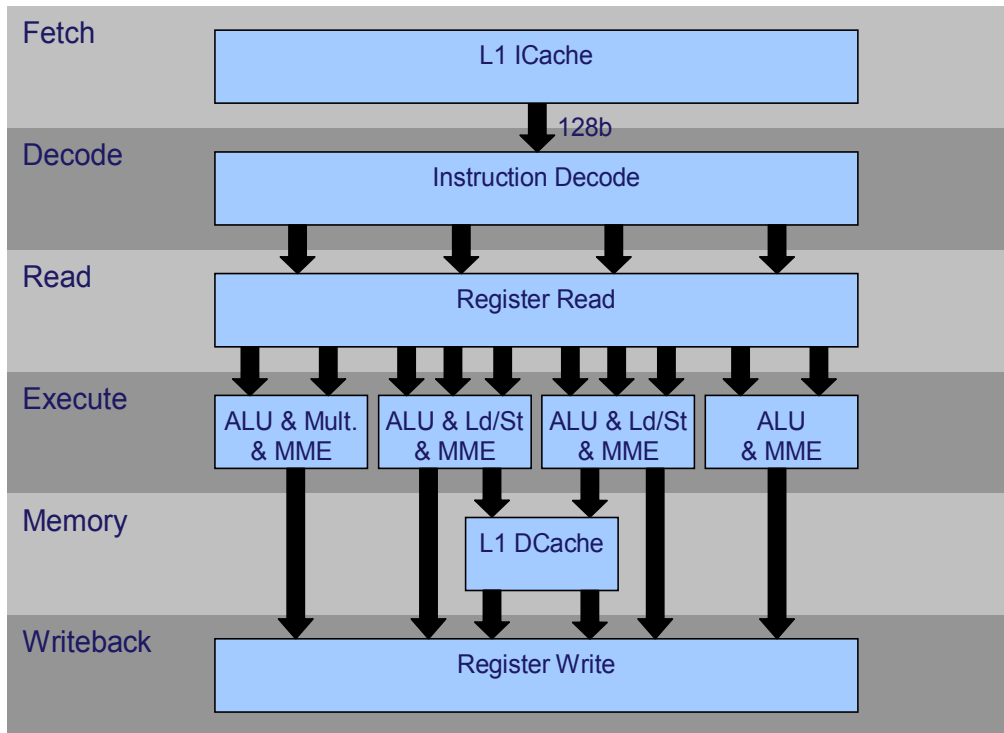 Fetch
L1 ICache
128b
Decode
Instruction Decode
Read
Register Read
Execute
ALU & Mult.
& MME
ALU & Ld/St
& MME
ALU & Ld/St
& MME
ALU
& MME
Memory
L1 DCache
Writeback
Register Write